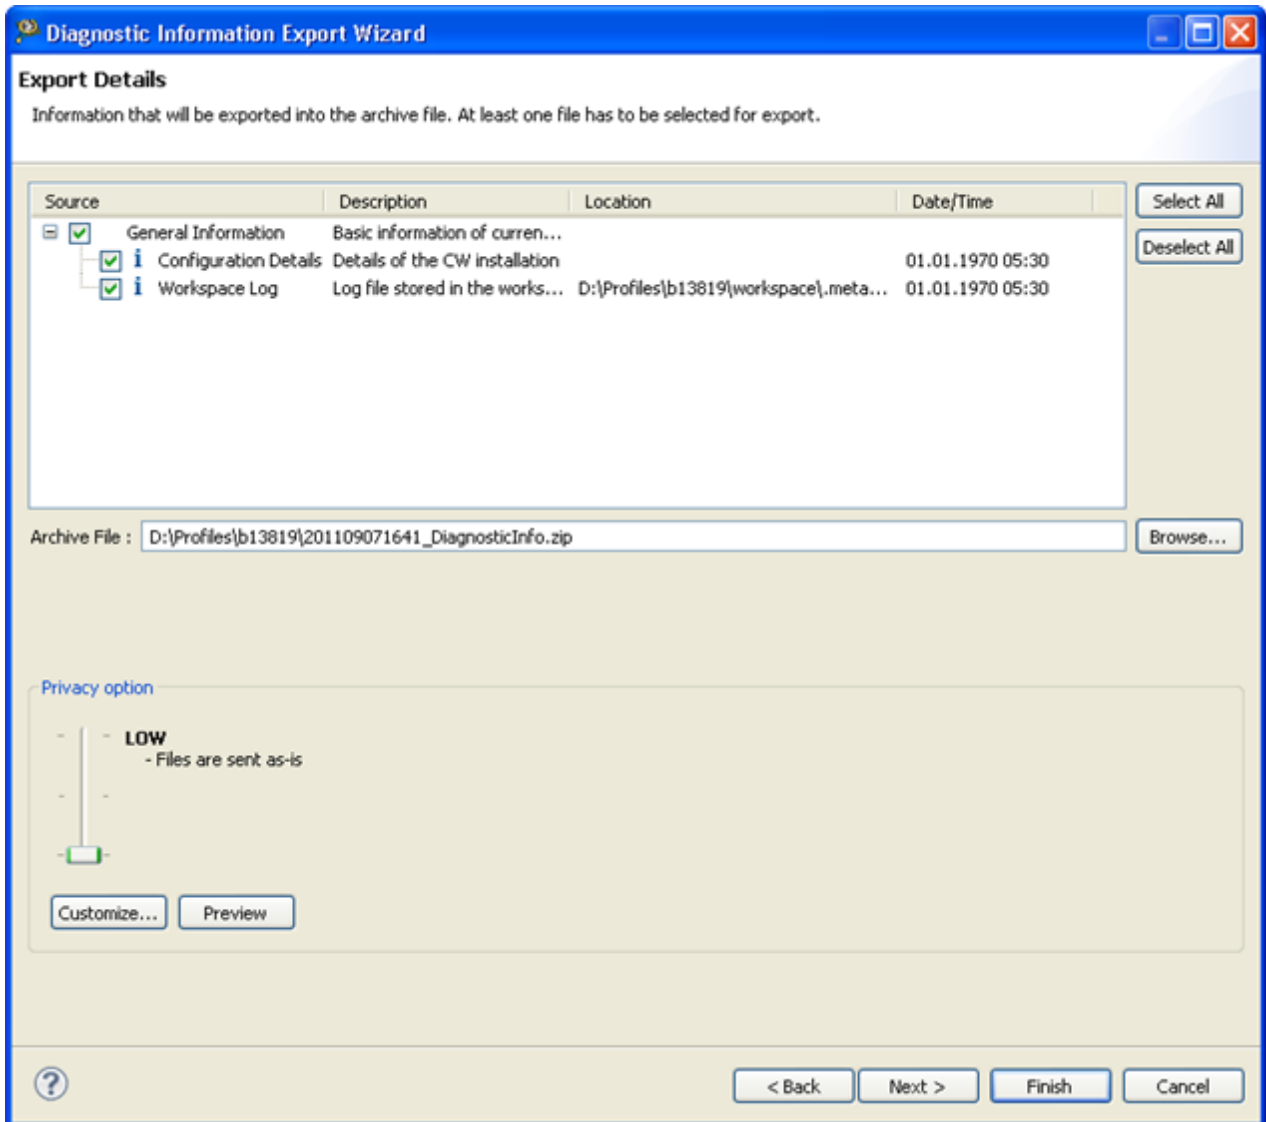 Diagnostic Information Export Wizard
Export Details
Information that will be exported into the archive file. At least one file has to be selected for export.
Source Description Location Date/Time
Select All
General Information Basic information of curren...
Deselect All
Configuration Details Details of the CW installation 01.01.1970 05:30
Workspace Log Log file stored in the works... D:\Profiles\b13819\workspace\.meta... 01.01.1970 05:30
Archive File : D:\Profiles\b13819\201109071641_DiagnosticInfo.zip Browse...
Privacy option
LOW
- Files are sent as-is
Customize... Preview
< Back Next > Finish Cancel